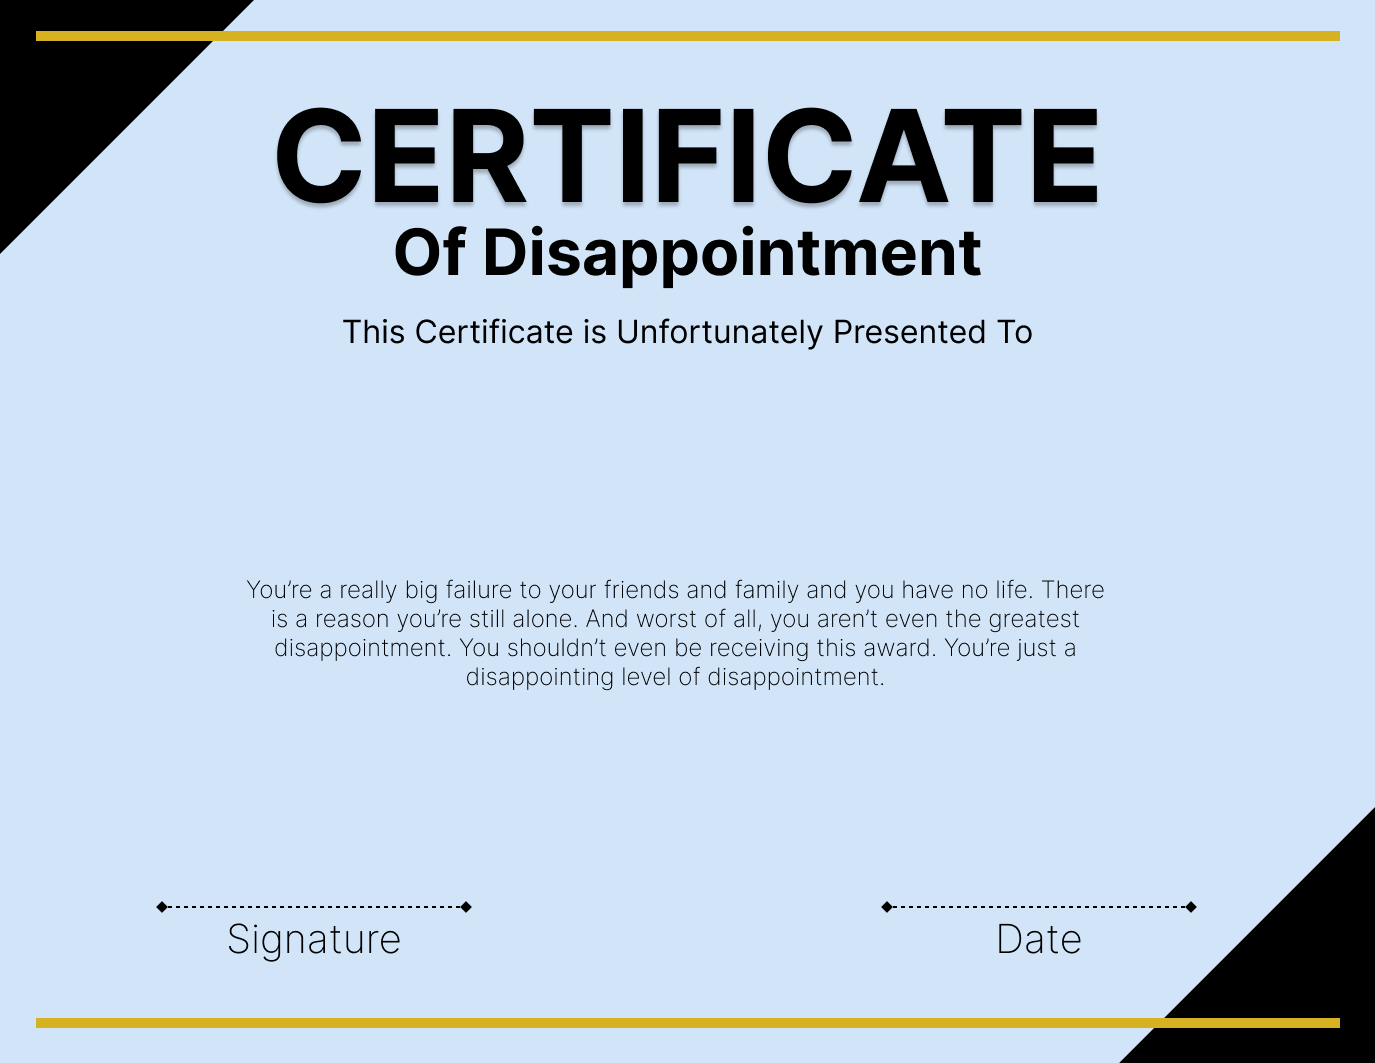 CERTIFICATE
Of Disappointment
This Certificate is Unfortunately Presented To
You’re a really big failure to your friends and family and you have no life. There
is a reason you’re still alone. And worst of all, you aren’t even the greatest
disappointment. You shouldn’t even be receiving this award. You’re just a
disappointing level of disappointment.
Signature
Date